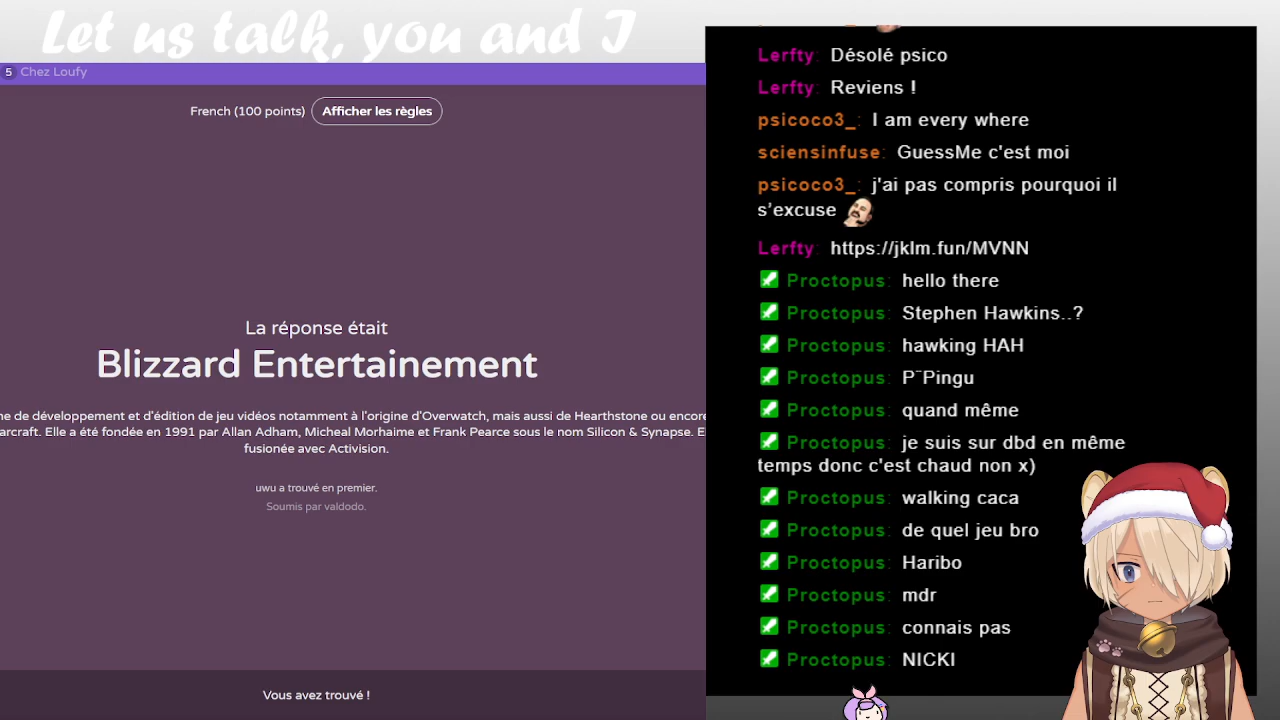 Let us talk, you and I
5 Chez Loufy
French (100 points) Afficher les règles
La réponse était
Blizzard Entertainement
ne de développement et d'édition de jeu vidéos notamment à l'origine d'Overwatch, mais aussi de Hearthstone ou encore
arcraft. Elle a été fondée en 1991 par Allan Adham, Micheal Morhaime et Frank Pearce sous le nom Silicon & Synapse. E
fusionée avec Activision.
uwu a trouvé en premier.
Soumis par valdodo.
Vous avez trouvé !
Lerfty: Désolé psico
Lerfty: Reviens !
psicoco3_: I am every where
sciensinfuse: GuessMe c'est moi
psicoco3_: j'ai pas compris pourquoi il
s'excuse
Lerfty: https://jklm.fun/MVNN
Proctopus: hello there
Proctopus: Stephen Hawkins..?
Proctopus: hawking HAH
Proctopus: P¨Pingu
Proctopus: quand même
Proctopus: je suis sur dbd en même
temps donc c'est chaud non x)
Proctopus: walking caca
Proctopus: de quel jeu bro
Proctopus: Haribo
Proctopus: mdr
Proctopus: connais pas
Proctopus: NICKI